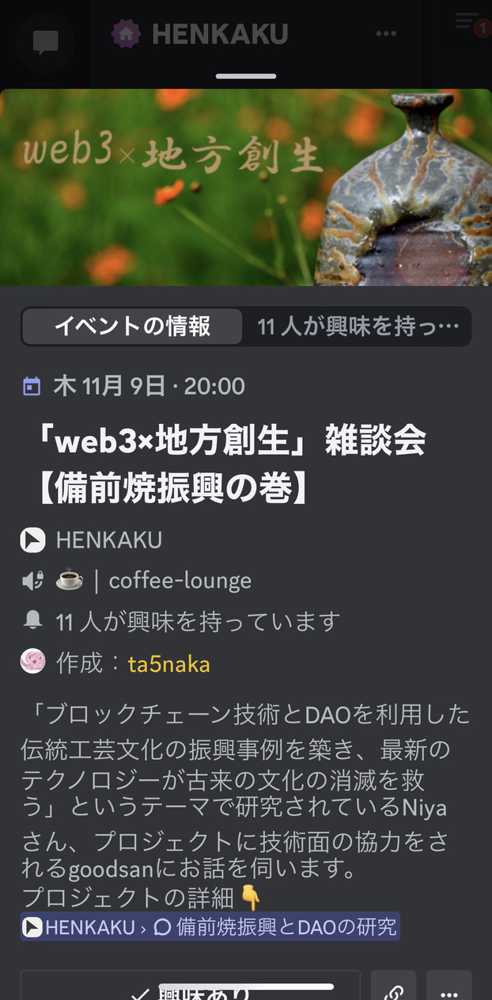 HENKAKU
1
web3×地方創生
イベントの情報
11 人が興味を持っ…
木 11月 9日 · 20:00
「web3×地方創生」雑談会
【備前焼振興の巻】
HENKAKU
| coffee-lounge
11 人が興味を持っています
作成：ta5naka
「ブロックチェーン技術とDAOを利用した
伝統工芸文化の振興事例を築き、最新の
テクノロジーが古来の文化の消滅を救
う」というテーマで研究されているNiya
さん、プロジェクトに技術面の協力をさ
れるgoodsanにお話を伺います。
プロジェクトの詳細👇
HENKAKU › 備前焼振興とDAOの研究
興味あり